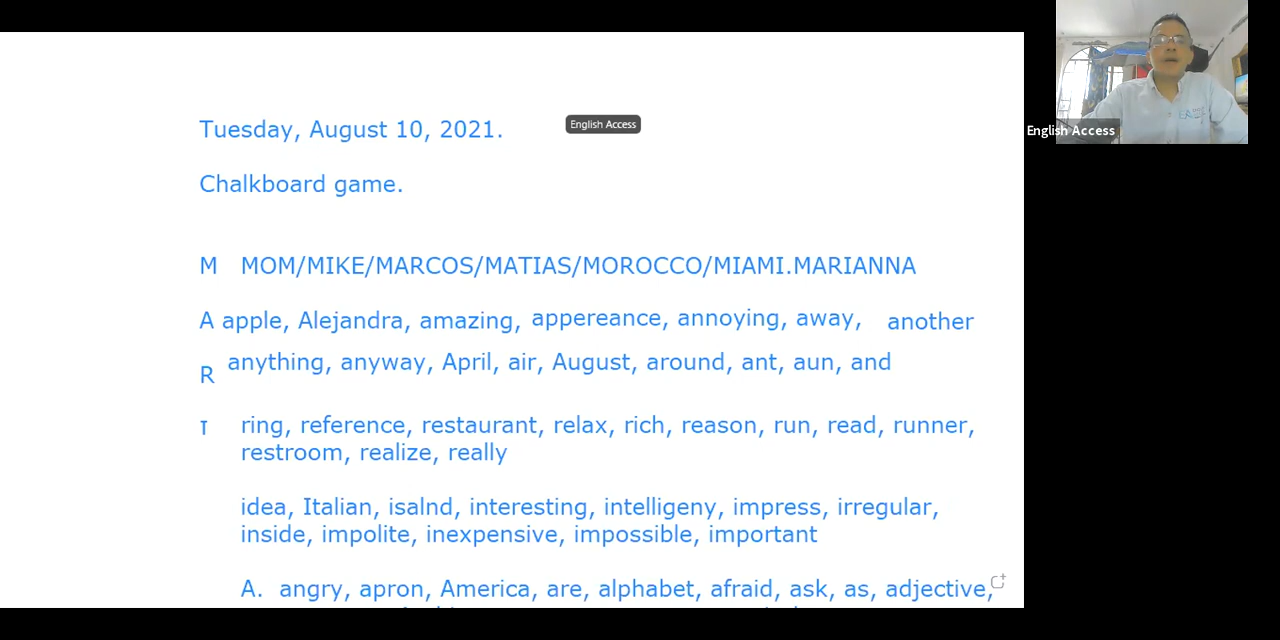 Tuesday, August 10, 2021.
English Access
Chalkboard game.
M MOM/MIKE/MARCOS/MATIAS/MOROCCO/MIAMI.MARIANNA
A apple, Alejandra, amazing, appereance, annoying, away, another
anything, anyway, April, air, August, around, ant, aun, and
R
I
ring, reference, restaurant, relax, rich, reason, run, read, runner,
restroom, realize, really
idea, Italian, isalnd, interesting, intelligeny, impress, irregular,
inside, impolite, inexpensive, impossible, important
A. angry, apron, America, are, alphabet, afraid, ask, as, adjective,
English Access